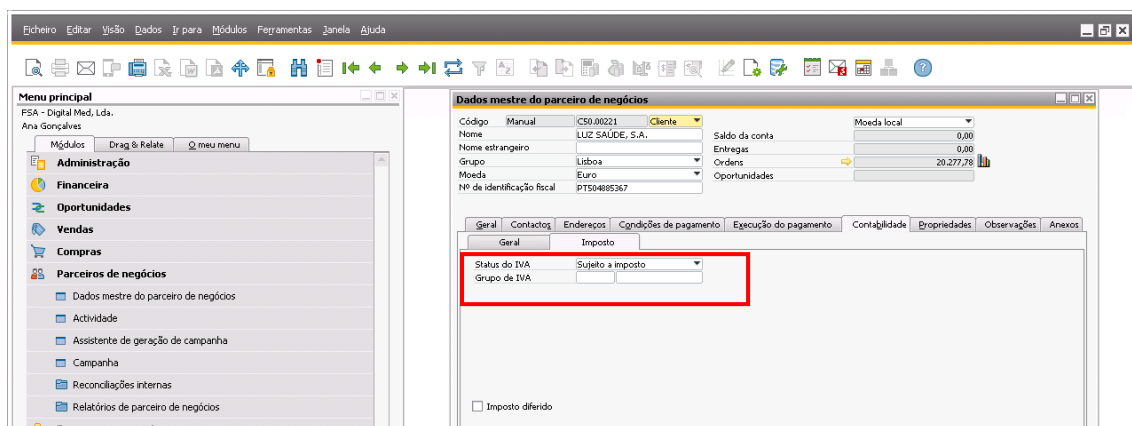 Ficheiro Editar Visão Dados Ir para Módulos Ferramentas Janela Ajuda
Menu principal
FSA - Digital Med, Lda.
Ana Gonçalves
Módulos Drag & Relate O meu menu
Administração
Financeira
Oportunidades
Vendas
Compras
Parceiros de negócios
Dados mestre do parceiro de negócios
Actividade
Assistente de geração de campanha
Campanha
Reconciliações internas
Relatórios de parceiro de negócios
Dados mestre do parceiro de negócios
Código Manual C50.00221 Cliente Moeda local
Nome LUZ SAÚDE, S.A. Saldo da conta 0,00
Nome estrangeiro Entregas 0,00
Grupo Lisboa Ordens 20.277,78
Moeda Euro Oportunidades
Nº de identificação fiscal PT504885367
Geral Contactos Endereços Condições de pagamento Execução do pagamento Contabilidade Propriedades Observações Anexos
Geral Imposto
Status do IVA Sujeito a imposto
Grupo de IVA
Imposto diferido